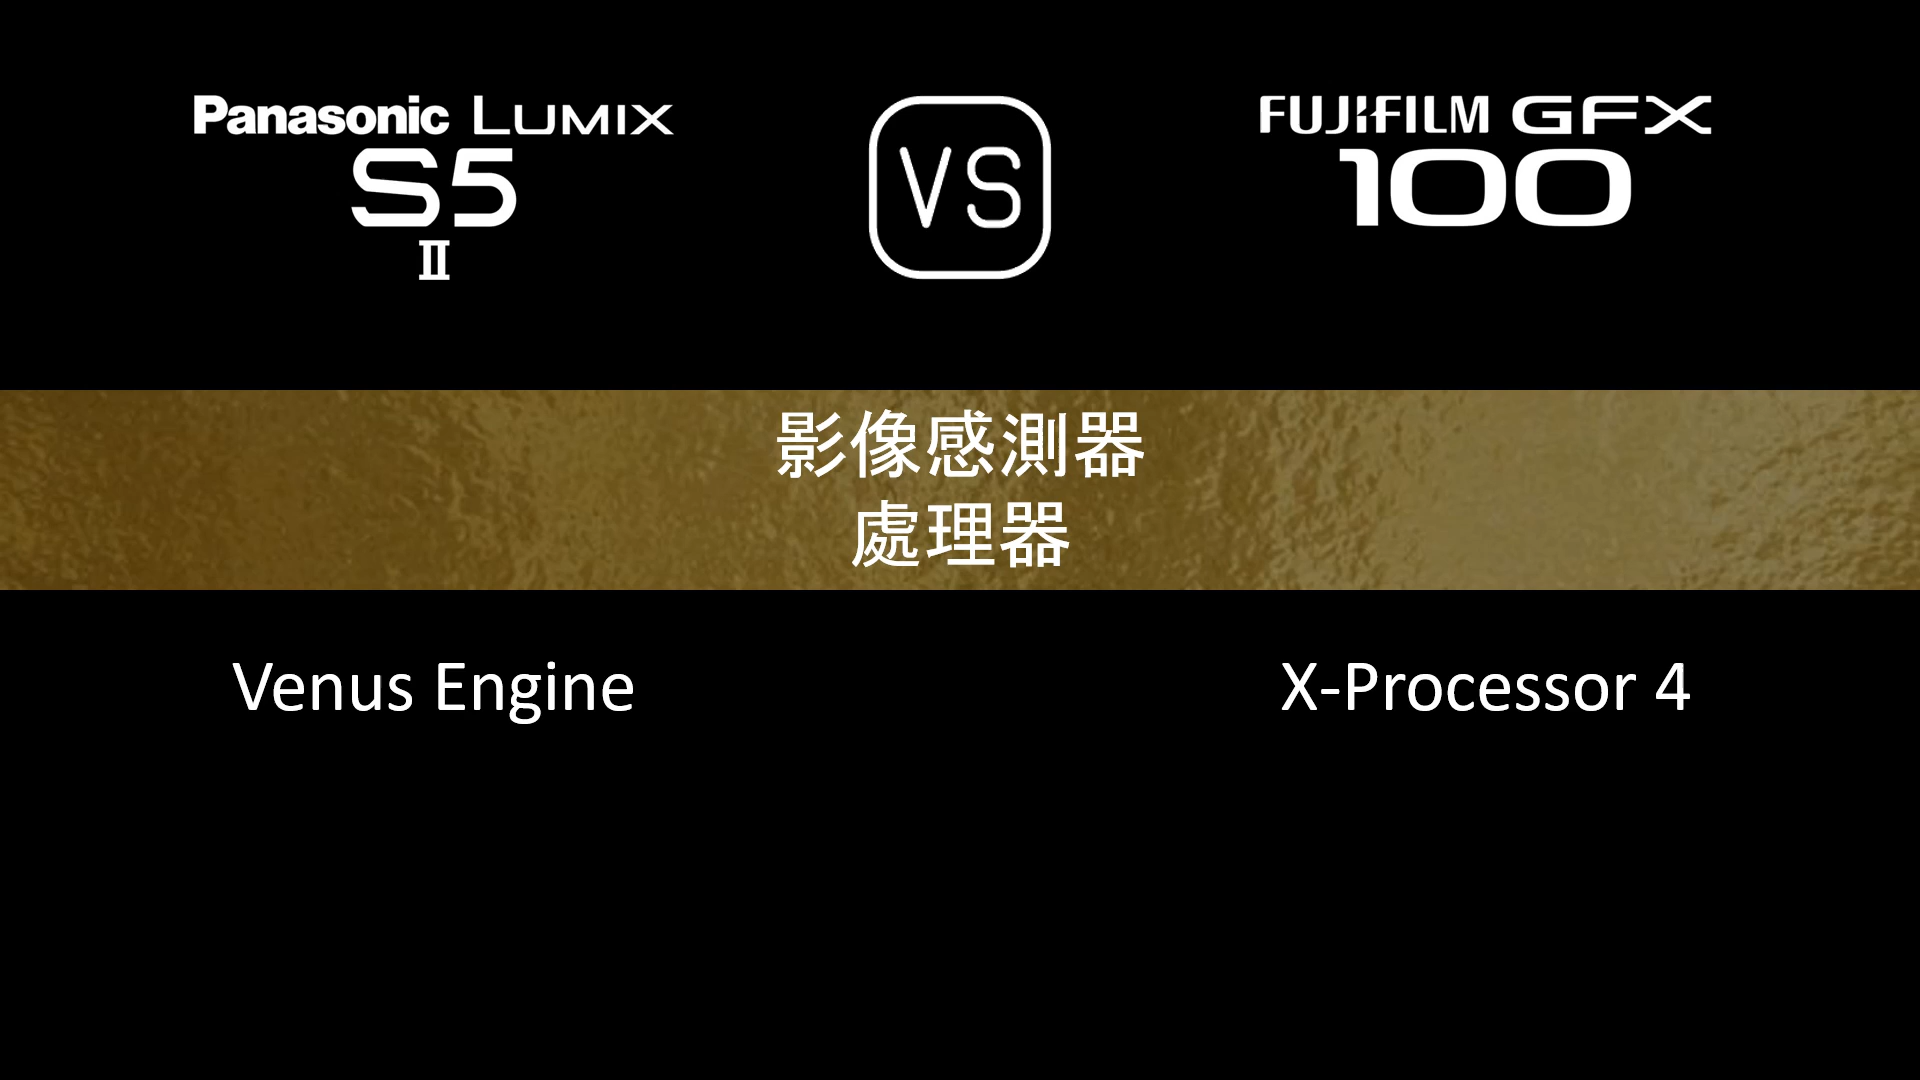 Panasonic LUMIX
S5
II
VS
FUJIFILM GFX
100
影像感測器
處理器
Venus Engine
X-Processor 4